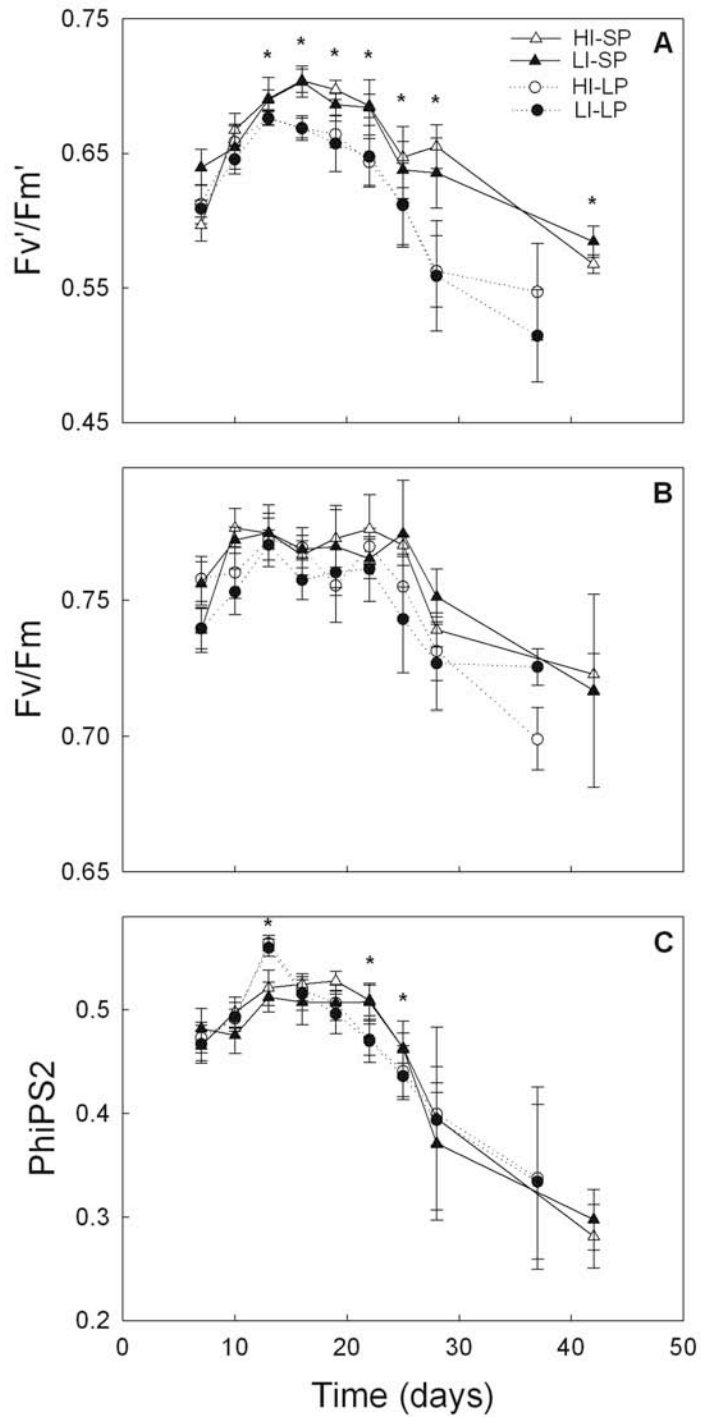 0.75
0.65
0.55
0.45
Fv'/Fm'
* * * * * * *
HI-SP
LI-SP
HI-LP
LI-LP
A
0.75
0.70
0.65
Fv/Fm
B
0.5
0.4
0.3
0.2
PhiPS2
* * *
C
0 10 20 30 40 50
Time (days)